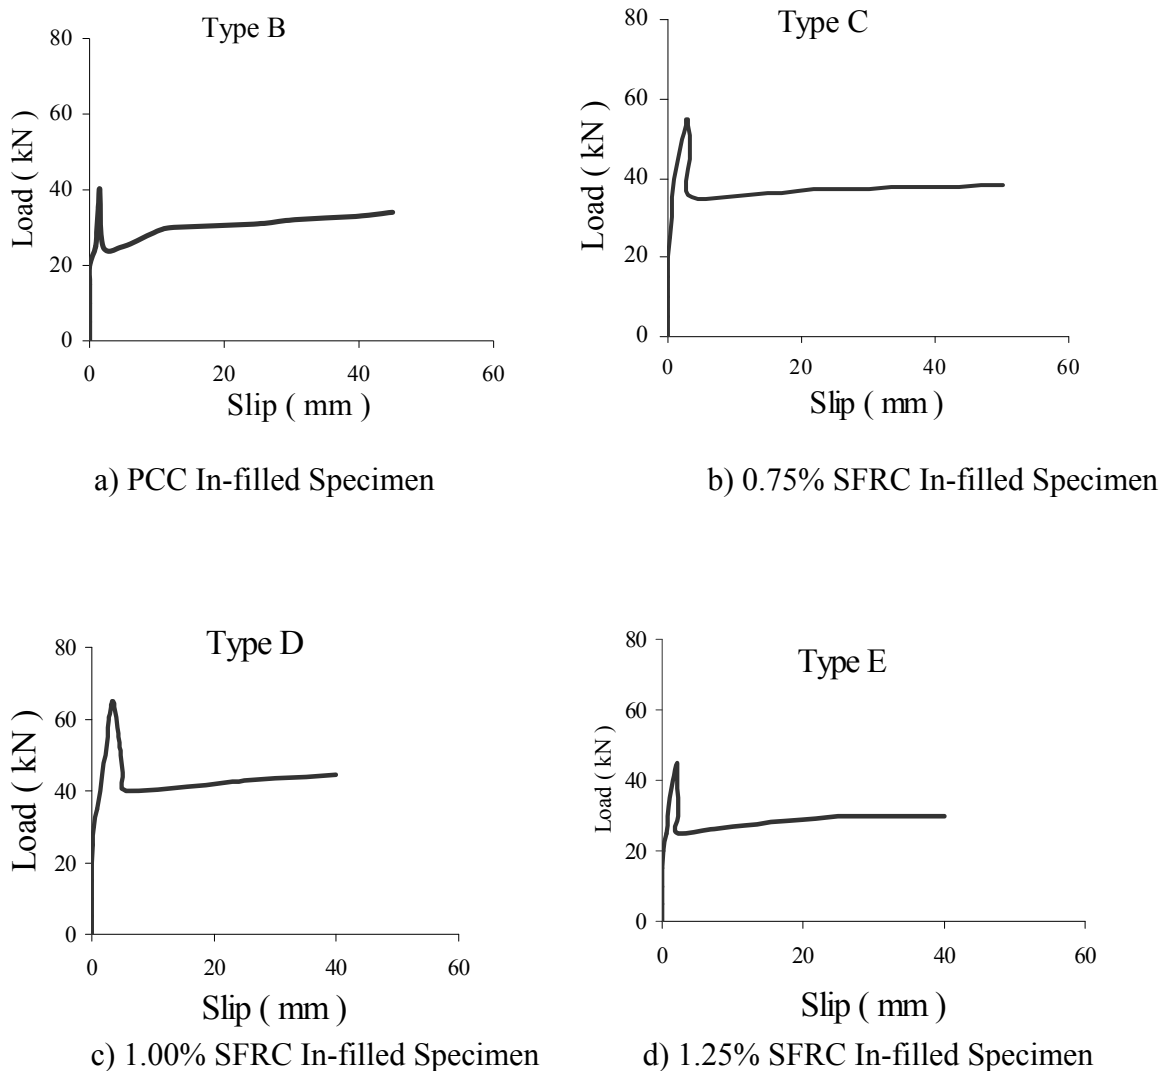 Type B
80
60
40
20
0
Load ( kN )
0 20 40 60
Slip ( mm )
a) PCC In-filled Specimen
Type C
80
60
40
20
0
Load ( kN )
0 20 40 60
Slip ( mm )
b) 0.75% SFRC In-filled Specimen
Type D
80
60
40
20
0
Load ( kN )
0 20 40 60
Slip ( mm )
c) 1.00% SFRC In-filled Specimen
Type E
80
60
40
20
0
Load ( kN )
0 20 40 60
Slip ( mm )
d) 1.25% SFRC In-filled Specimen